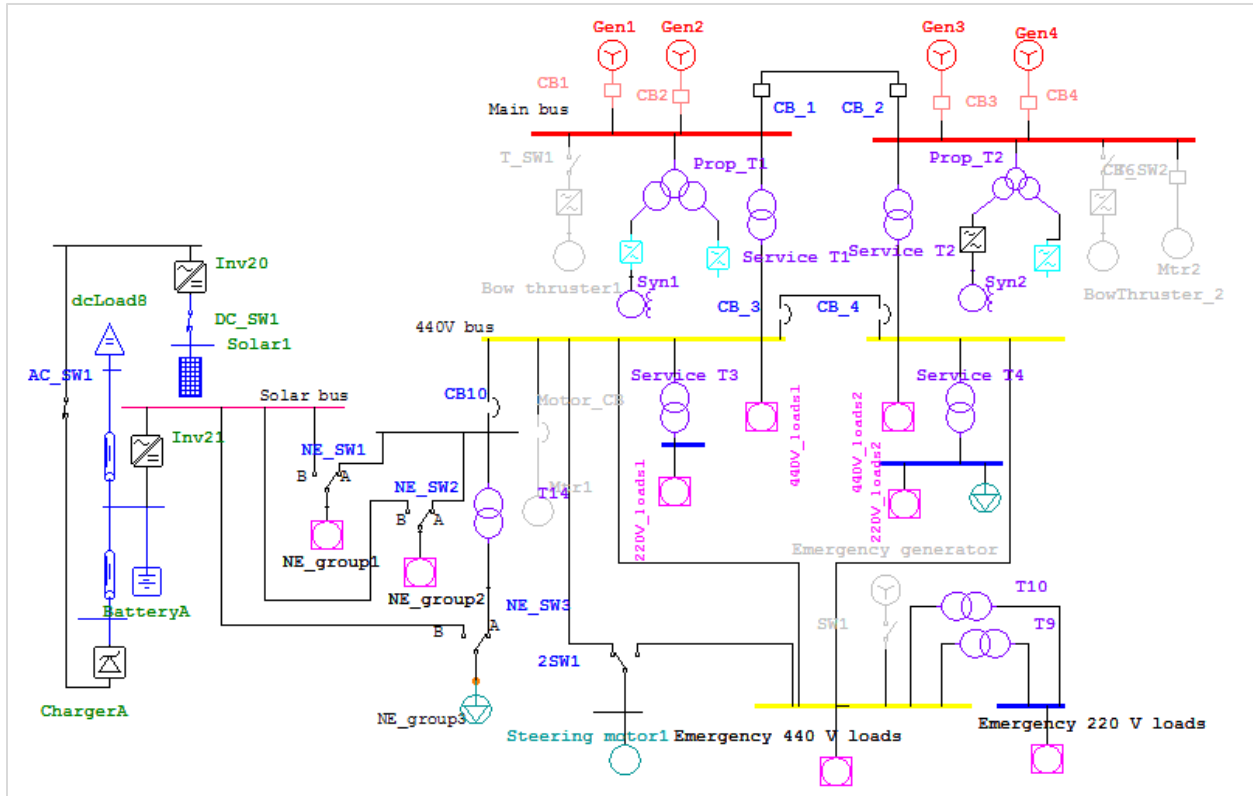 Gen1
Gen2
Gen3
Gen4
CB1
CB2
CB_1
CB_2
CB3
CB4
Main bus
T_SW1
Prop_T1
Prop_T2
T_SW2
Service T1
Service T2
Inv20
Bow thruster1
Syn1
Syn2
Mtr2
BowThruster_2
dcLoad8
CB_3
CB_4
DC_SW1
440V bus
Solar1
AC_SW1
Service T3
Service T4
Solar bus
CB10
Motor_CB
Inv21
NE_SW1
440V_loads1
440V_loads2
B
A
NE_SW2
T14
Mtr1
220V_loads1
220V_loads2
B
A
NE_group1
Emergency generator
NE_group2
BatteryA
NE_SW3
T10
B
A
SW1
T9
2SW1
ChargerA
NE_group3
Steering motor1
Emergency 440 V loads
Emergency 220 V loads